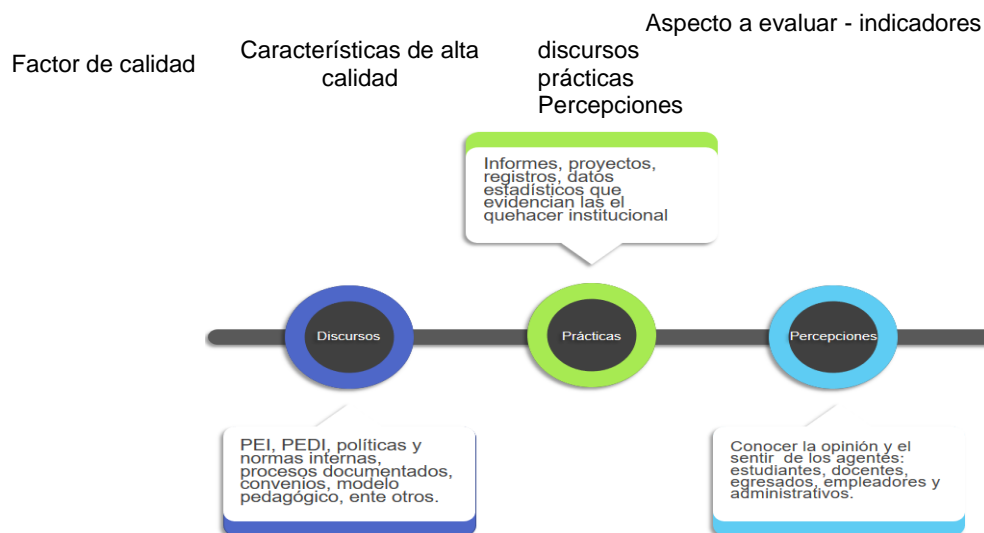 Aspecto a evaluar - indicadores
Factor de calidad
Características de alta
calidad
discursos
prácticas
Percepciones
Informes, proyectos,
registros, datos
estadísticos que
evidencian las el
quehacer institucional
Discursos
Prácticas
Percepciones
PEI, PEDI, políticas y
normas internas,
procesos documentados,
convenios, modelo
pedagógico, ente otros.
Conocer la opinión y el
sentir de los agentes:
estudiantes, docentes,
egresados, empleadores y
administrativos.